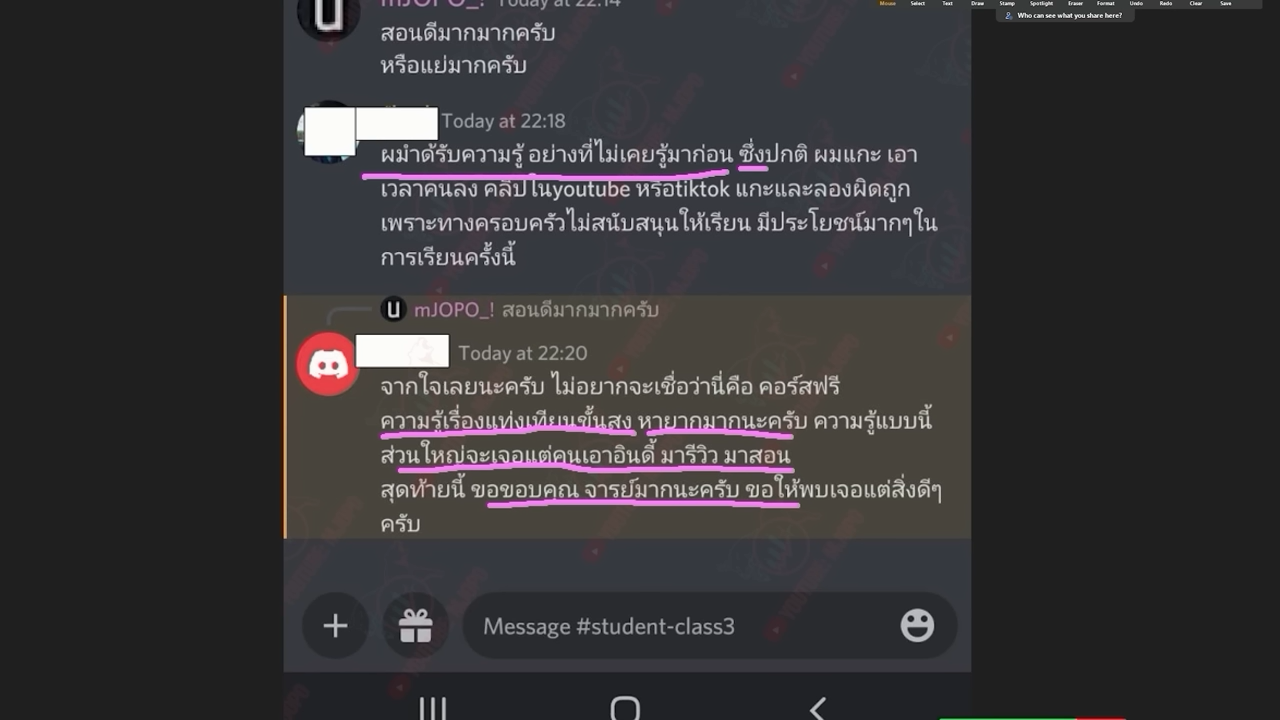 Mouse Select Text Draw Stamp Spotlight Eraser Format Undo Redo Clear Save
Who can see what you share here?
mJOPO_! Today at 22:14
สอนดีมากมากครับ
หรือแย่มากครับ
Today at 22:18
ผมำด้รับความรู้ อย่างที่ไม่เคยรู้มาก่อน ซึ่งปกติ ผมแกะ เอา
เวลาคนลง คลิปในyoutube หรือtiktok แกะและลองผิดถูก
เพราะทางครอบครัวไม่สนับสนุนให้เรียน มีประโยชน์มากๆใน
การเรียนครั้งนี้
mJOPO_! สอนดีมากมากครับ
Today at 22:20
จากใจเลยนะครับ ไม่อยากจะเชื่อว่านี่คือ คอร์สฟรี
ความรู้เรื่องแท่งเทียนขั้นสูง หายากมากนะครับ ความรู้แบบนี้
ส่วนใหญ่จะเจอแต่คนเอาอินดี้ มารีวิว มาสอน
สุดท้ายนี้ ขอขอบคุณ จารย์มากนะครับ ขอให้พบเจอแต่สิ่งดีๆ
ครับ
Message #student-class3